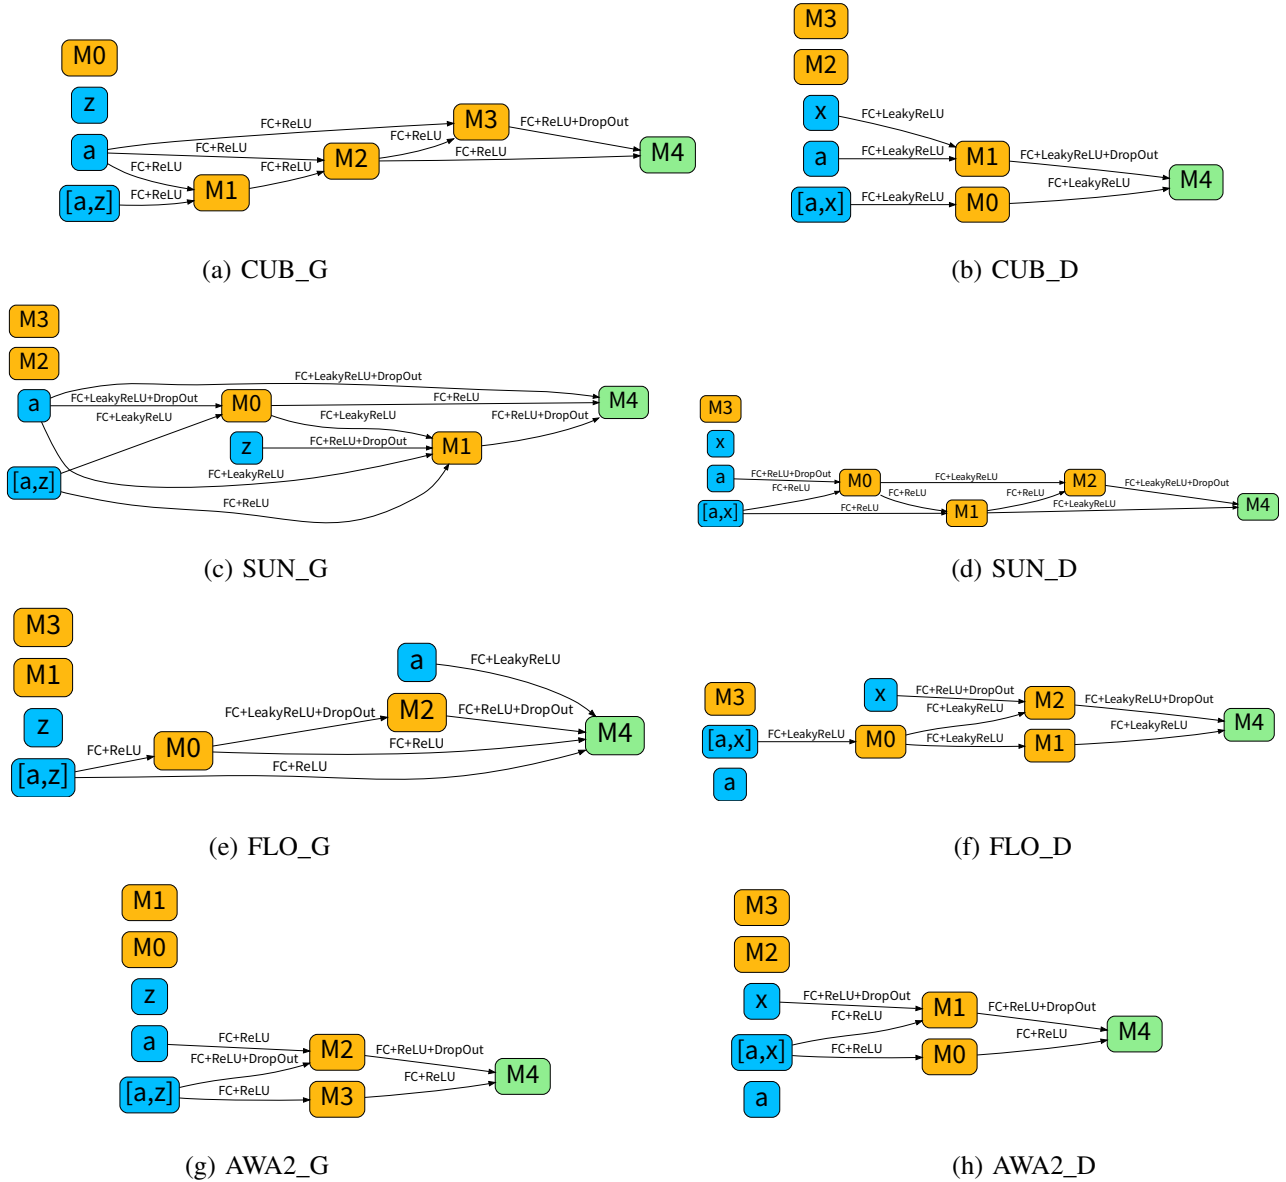 M0
z
a
[a,z]
M1
M2
M3
M4
FC+ReLU
FC+ReLU
FC+ReLU
FC+ReLU
FC+ReLU
FC+ReLU
FC+ReLU+DropOut
FC+ReLU
(a) CUB_G
M3
M2
x
a
[a,x]
M1
M0
M4
FC+LeakyReLU
FC+LeakyReLU
FC+LeakyReLU
FC+LeakyReLU+DropOut
FC+LeakyReLU
(b) CUB_D
M3
M2
a
[a,z]
M0
z
M1
M4
FC+LeakyReLU+DropOut
FC+LeakyReLU+DropOut
FC+LeakyReLU
FC+ReLU
FC+LeakyReLU
FC+ReLU+DropOut
FC+ReLU+DropOut
FC+LeakyReLU
FC+ReLU
(c) SUN_G
M3
x
a
[a,x]
M0
M1
M2
M4
FC+ReLU+DropOut
FC+ReLU
FC+LeakyReLU
FC+ReLU
FC+ReLU
FC+ReLU
FC+LeakyReLU+DropOut
FC+LeakyReLU
(d) SUN_D
M3
M1
z
[a,z]
M0
a
M2
M4
FC+LeakyReLU
FC+LeakyReLU+DropOut
FC+ReLU+DropOut
FC+ReLU
FC+ReLU
FC+ReLU
(e) FLO_G
M3
[a,x]
a
x
M0
M2
M1
M4
FC+ReLU+DropOut
FC+LeakyReLU
FC+LeakyReLU
FC+LeakyReLU
FC+LeakyReLU+DropOut
FC+LeakyReLU
(f) FLO_D
M1
M0
z
a
[a,z]
M2
M3
M4
FC+ReLU
FC+ReLU+DropOut
FC+ReLU
FC+ReLU+DropOut
FC+ReLU
(g) AWA2_G
M3
M2
x
[a,x]
a
M1
M0
M4
FC+ReLU+DropOut
FC+ReLU
FC+ReLU
FC+ReLU+DropOut
FC+ReLU
(h) AWA2_D